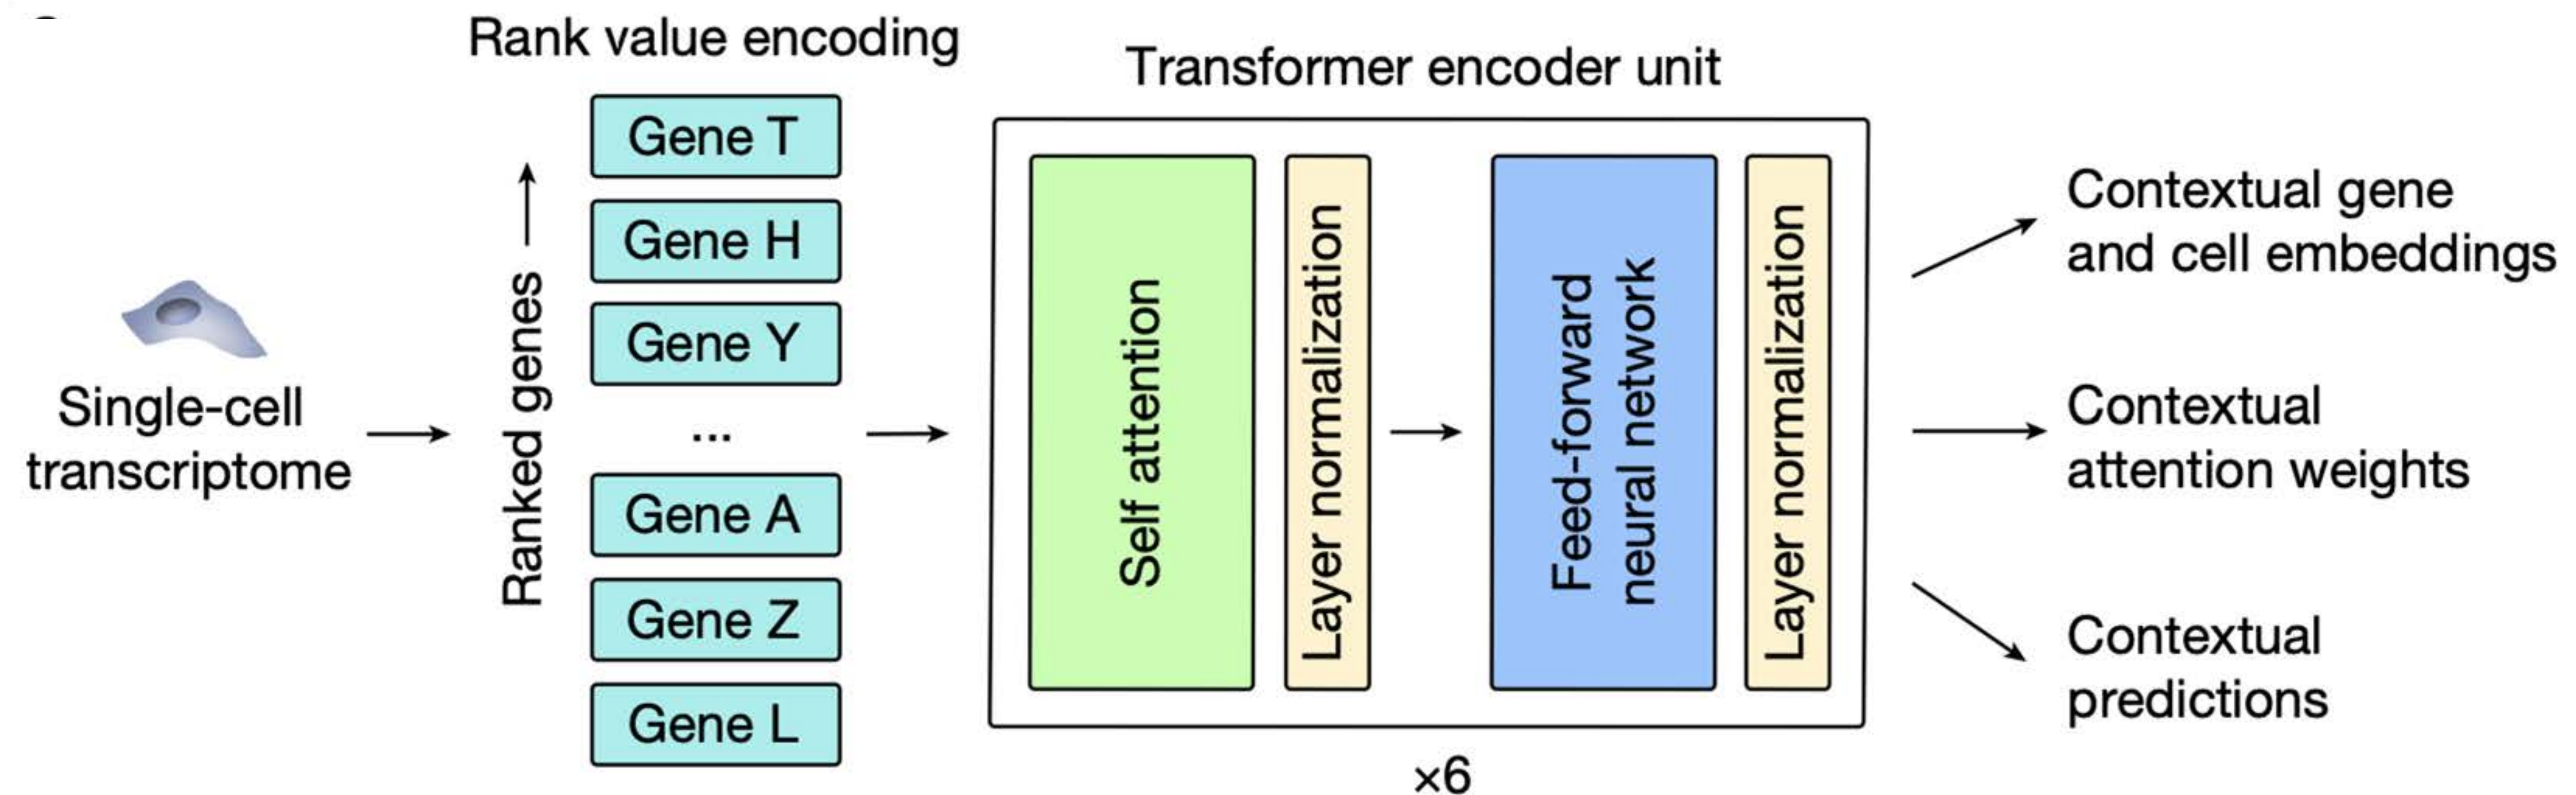 Rank value encoding
Transformer encoder unit
Single-cell
transcriptome
Ranked genes
Gene T
Gene H
Gene Y
...
Gene A
Gene Z
Gene L
Self attention
Layer normalization
Feed-forward
neural network
Layer normalization
×6
Contextual gene
and cell embeddings
Contextual
attention weights
Contextual
predictions